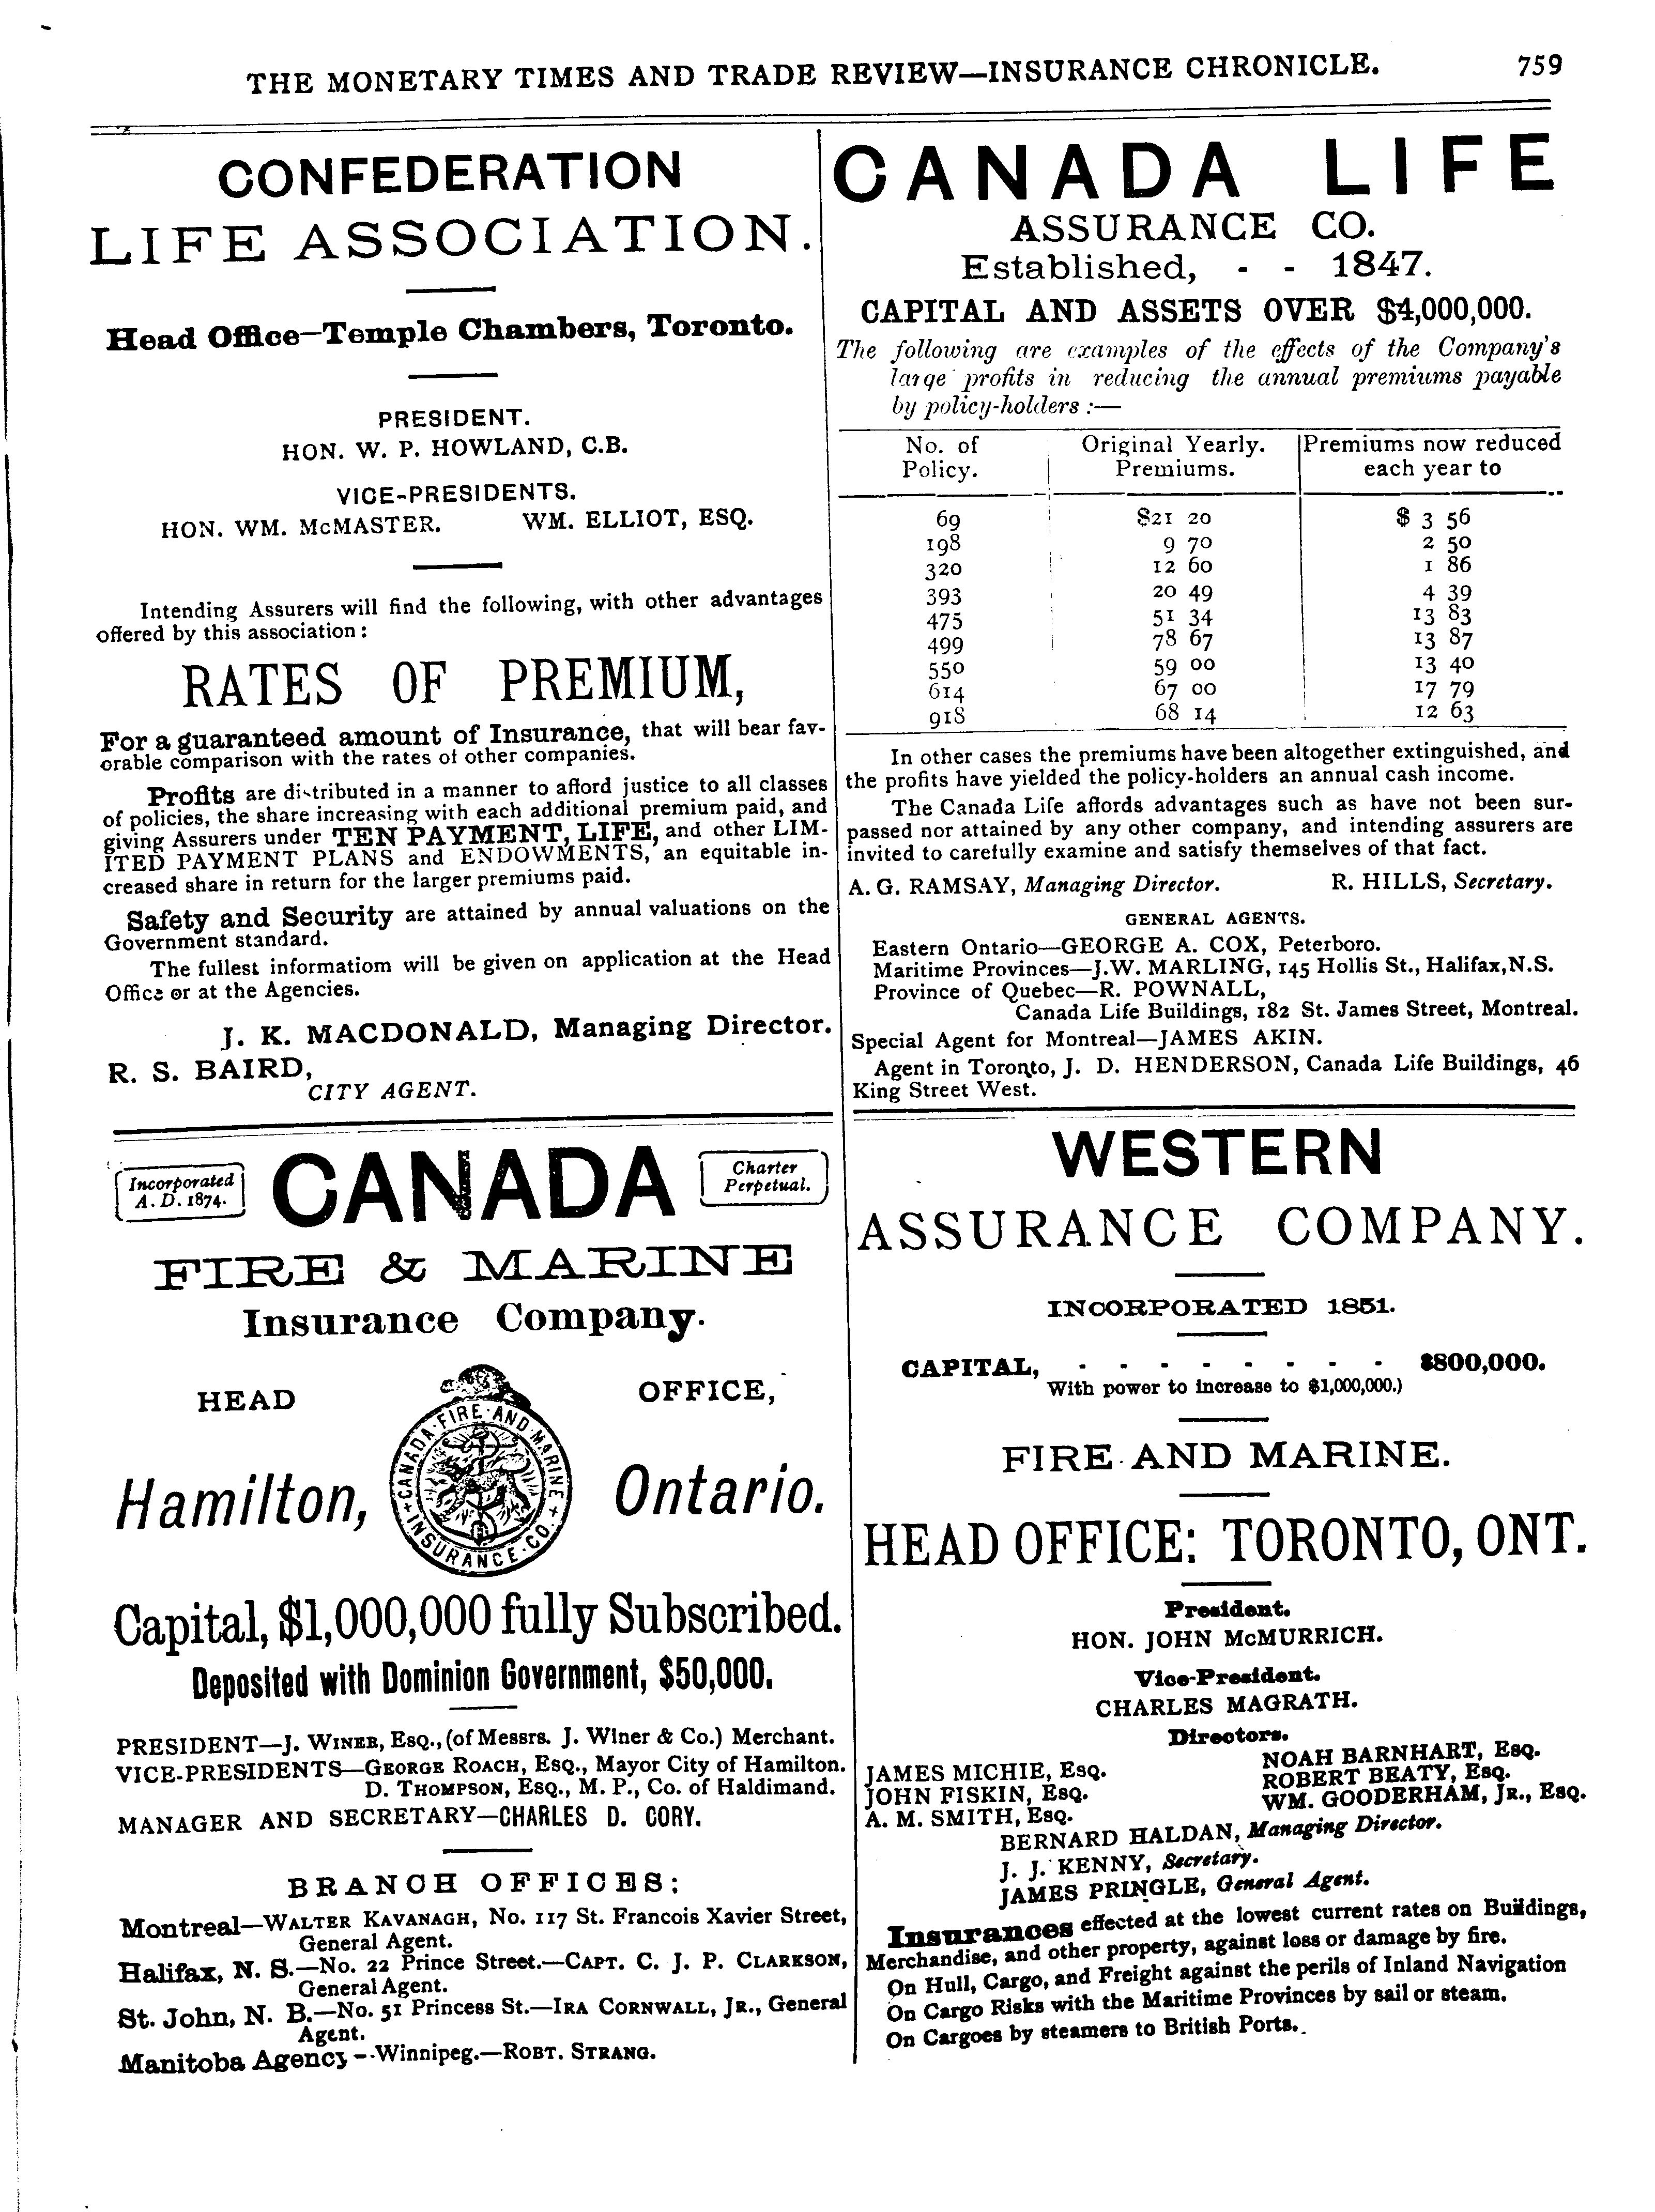 THE MONETARY TIMES AND TRADE REVIEW—INSURANCE CHRONICLE. 759
CONFEDERATION
LIFE ASSOCIATION.
Head Office—Temple Chambers, Toronto.
PRESIDENT.
HON. W. P. HOWLAND, C.B.
VICE-PRESIDENTS.
HON. WM. McMASTER. WM. ELLIOT, ESQ.
Intending Assurers will find the following, with other advantages
offered by this association:
RATES OF PREMIUM,
For a guaranteed amount of Insurance, that will bear fav-
orable comparison with the rates of other companies.
Profits are distributed in a manner to afford justice to all classes
of policies, the share increasing with each additional premium paid, and
giving Assurers under TEN PAYMENT, LIFE, and other LIM-
ITED PAYMENT PLANS and ENDOWMENTS, an equitable in-
creased share in return for the larger premiums paid.
Safety and Security are attained by annual valuations on the
Government standard.
The fullest informatiom will be given on application at the Head
Office or at the Agencies.
J. K. MACDONALD, Managing Director.
R. S. BAIRD,
CITY AGENT.
CANADA LIFE
ASSURANCE CO.
Established, - - 1847.
CAPITAL AND ASSETS OVER $4,000,000.
The following are examples of the effects of the Company's
large profits in reducing the annual premiums payable
by policy-holders :—
No. of Original Yearly. Premiums now reduced
Policy. Premiums. each year to
69 $21 20 $ 3 56
198 9 70 2 50
320 12 60 1 86
393 20 49 4 39
475 51 34 13 83
499 78 67 13 87
550 59 00 13 40
614 67 00 17 79
918 68 14 12 63
In other cases the premiums have been altogether extinguished, and
the profits have yielded the policy-holders an annual cash income.
The Canada Life affords advantages such as have not been sur-
passed nor attained by any other company, and intending assurers are
invited to carefully examine and satisfy themselves of that fact.
A. G. RAMSAY, Managing Director. R. HILLS, Secretary.
GENERAL AGENTS.
Eastern Ontario—GEORGE A. COX, Peterboro.
Maritime Provinces—J.W. MARLING, 145 Hollis St., Halifax,N.S.
Province of Quebec—R. POWNALL,
Canada Life Buildings, 182 St. James Street, Montreal.
Special Agent for Montreal—JAMES AKIN.
Agent in Toronto, J. D. HENDERSON, Canada Life Buildings, 46
King Street West.
Incorporated
A. D. 1874.
CANADA
Charter
Perpetual.
FIRE & MARINE
Insurance Company.
HEAD OFFICE,
CANADA·FIRE·AND·MARINE + INSURANCE·CO. +
Hamilton, Ontario.
Capital, $1,000,000 fully Subscribed.
Deposited with Dominion Government, $50,000.
PRESIDENT—J. WINER, ESQ., (of Messrs. J. Winer & Co.) Merchant.
VICE-PRESIDENTS—GEORGE ROACH, ESQ., Mayor City of Hamilton.
D. THOMPSON, ESQ., M. P., Co. of Haldimand.
MANAGER AND SECRETARY—CHARLES D. CORY.
BRANCH OFFICES:
Montreal—WALTER KAVANAGH, No. 117 St. Francois Xavier Street,
General Agent.
Halifax, N. S.—No. 22 Prince Street.—CAPT. C. J. P. CLARKSON,
General Agent.
St. John, N. B.—No. 51 Princess St.—IRA CORNWALL, JR., General
Agent.
Manitoba Agency--Winnipeg.—ROBT. STRANG.
WESTERN
ASSURANCE COMPANY.
INCORPORATED 1851.
CAPITAL, - - - - - - - - $800,000.
With power to increase to $1,000,000.)
FIRE AND MARINE.
HEAD OFFICE: TORONTO, ONT.
President.
HON. JOHN McMURRICH.
Vice-President.
CHARLES MAGRATH.
Directors.
JAMES MICHIE, ESQ. NOAH BARNHART, ESQ.
JOHN FISKIN, ESQ. ROBERT BEATY, ESQ.
A. M. SMITH, ESQ. WM. GOODERHAM, JR., ESQ.
BERNARD HALDAN, Managing Director.
J. J. KENNY, Secretary.
JAMES PRINGLE, General Agent.
Insurances effected at the lowest current rates on Buildings,
Merchandise, and other property, against loss or damage by fire.
On Hull, Cargo, and Freight against the perils of Inland Navigation
On Cargo Risks with the Maritime Provinces by sail or steam.
On Cargoes by steamers to British Ports.